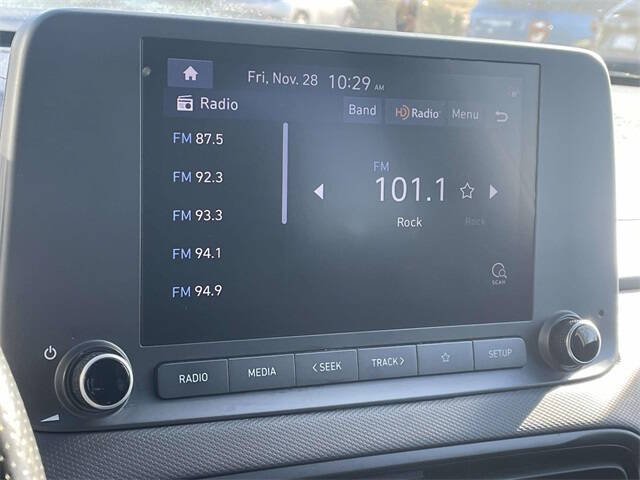 Fri, Nov. 28 10:29 AM
Radio Band HD Radio Menu
FM 87.5
FM 92.3
FM 93.3
FM 94.1
FM 94.9
FM
101.1
Rock Rock
SCAN
RADIO MEDIA <SEEK TRACK> SETUP